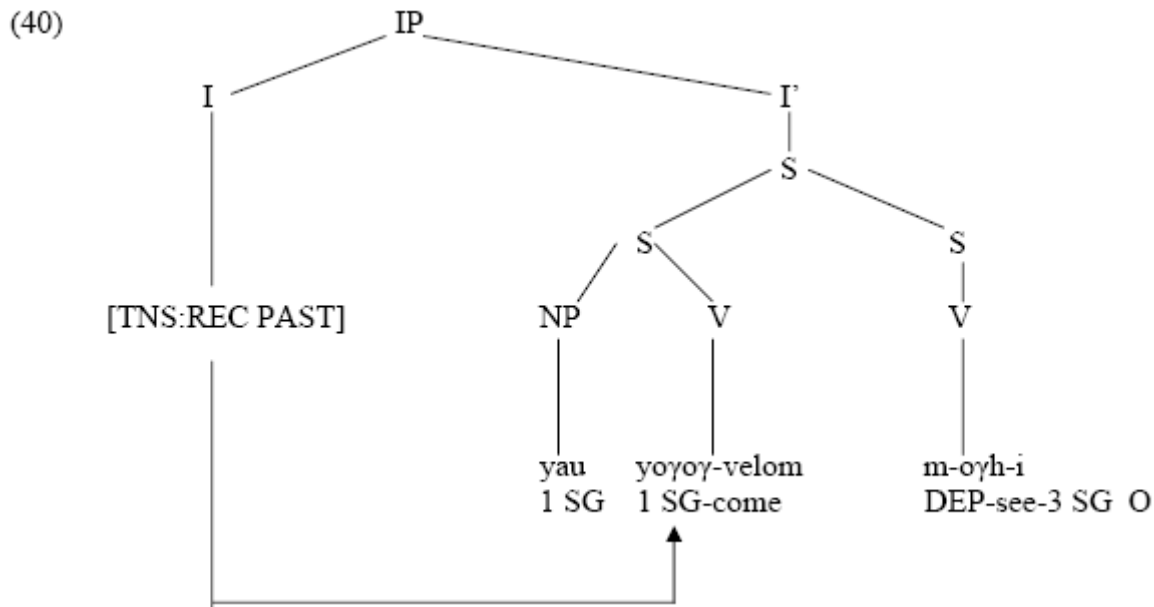 (40) IP
I I’
S
S S
[TNS:REC PAST] NP V V
yau yoγoγ-velom m-oγh-i
1 SG 1 SG-come DEP-see-3 SG O